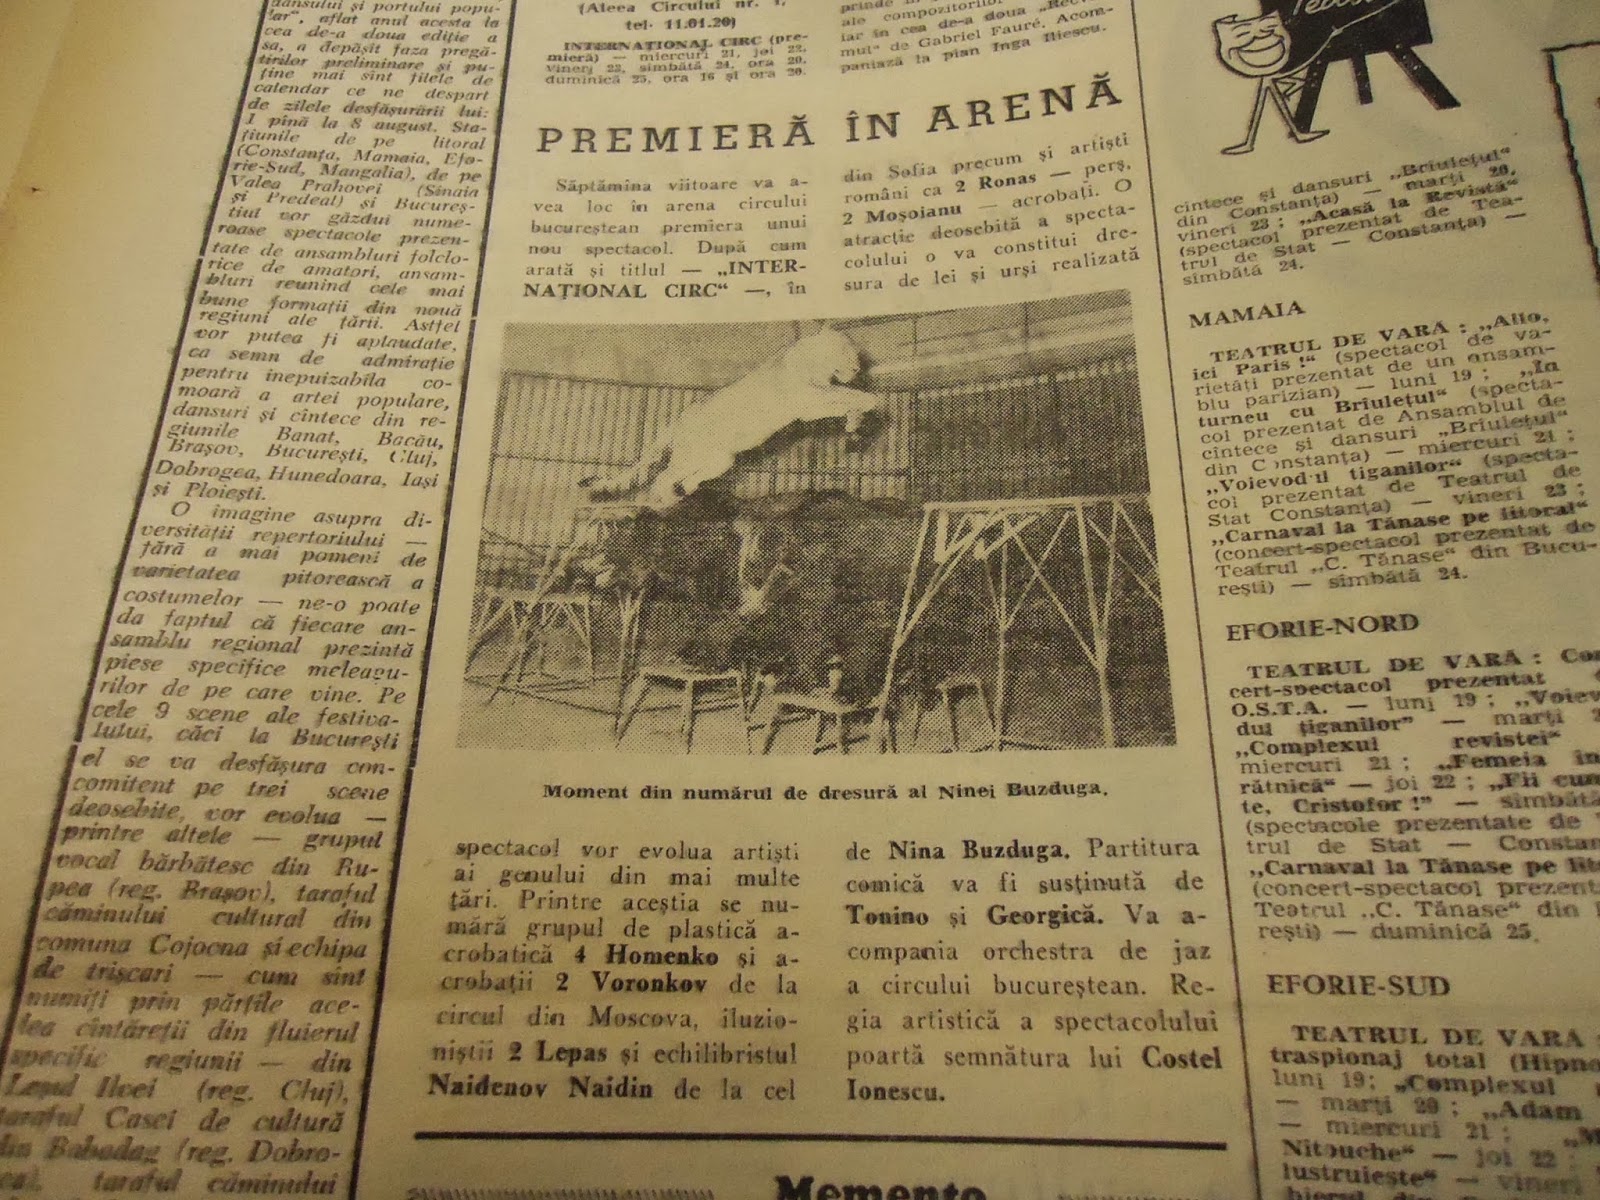 dansului și portului popu-
lar", aflat anul acesta la
cea de-a doua ediție a
sa, a depășit faza pregă-
tirilor preliminare și pu-
ține mai sînt filele de
calendar ce ne despart
de zilele desfășurării lui:
1 pînă la 8 august. Sta-
țiunile de pe litoral
(Constanța, Mamaia, Efo-
rie-Sud, Mangalia), de pe
Valea Prahovei (Sinaia
și Predeal) și Bucureș-
tiul vor găzdui nume-
roase spectacole prezen-
tate de ansambluri folclo-
rice de amatori, ansam-
bluri reunind cele mai
bune formații din nouă
regiuni ale țării. Astfel
vor putea fi aplaudate,
ca semn de admirație
pentru inepuizabila co-
moară a artei populare,
dansuri și cîntece din re-
giunile Banat, Bacău,
Brașov, București, Cluj,
Dobrogea, Hunedoara, Iași
și Ploiești.
O imagine asupra di-
versității repertoriului —
fără a mai pomeni de
varietatea pitorească a
costumelor — ne-o poate
da faptul că fiecare an-
samblu regional prezintă
piese specifice meleagu-
rilor de pe care vine. Pe
cele 9 scene ale festiva-
lului, căci la București
el se va desfășura con-
comitent pe trei scene
deosebite, vor evolua —
printre altele — grupul
vocal bărbătesc din Ru-
pea (reg. Brașov), taraful
căminului cultural din
comuna Cojocna și echipa
de trișcari — cum sînt
numiți prin părțile ace-
lea cîntăreții din fluierul
specific regiunii — din
Leșul Ilvei (reg. Cluj),
taraful Casei de cultură
din Babadag (reg. Dobro-
taraful căminului
(Aleea Circului nr. 1,
tel. 11.01.20)
INTERNAȚIONAL CIRC (pre-
mieră) — miercuri 21, joi 22,
vineri 23, sîmbătă 24, ora 20,
duminică 25, ora 16 și ora 20.
ale compozitorilor
iar în cea de-a doua
de Gabriel Fauré. Acom-
paniază la pian Inga Iliescu.
PREMIERĂ ÎN ARENĂ
Săptămîna viitoare va a-
vea loc în arena circului
bucureștean premiera unui
nou spectacol. După cum
arată și titlul — „INTER-
NAȚIONAL CIRC“ —, în
din Sofia precum și artiști
români ca 2 Ronas — perș,
2 Moșoianu — acrobați. O
atracție deosebită a specta-
colului o va constitui dre-
sura de lei și urși realizată
Moment din numărul de dresură al Ninei Buzduga.
spectacol vor evolua artiști
ai genului din mai multe
țări. Printre aceștia se nu-
mără grupul de plastică a-
crobatică 4 Homenko și a-
crobații 2 Voronkov de la
circul din Moscova, iluzio-
niștii 2 Lepas și echilibristul
Naidenov Naidin de la cel
de Nina Buzduga. Partitura
comică va fi susținută de
Tonino și Georgică. Va a-
compania orchestra de jaz
a circului bucureștean. Re-
gia artistică a spectacolului
poartă semnătura lui Costel
Ionescu.
Memento
cîntece și dansuri „Brîulețul“
din Constanța) — marți 20,
vineri 23 ; „Acasă la Revistă“
(spectacol prezentat de Tea-
trul de Stat — Constanța) —
sîmbătă 24.
MAMAIA
TEATRUL DE VARĂ : „Allo,
ici Paris !“ (spectacol de va-
rietăți prezentat de un ansam-
blu parizian) — luni 19 ; „În
turneu cu Brîulețul“ (specta-
col prezentat de Ansamblul de
cîntece și dansuri „Brîulețul“
din Constanța) — miercuri 21 ;
„Voievodul țiganilor“ (specta-
col prezentat de Teatrul de
Stat Constanța) — vineri 23 ;
„Carnaval la Tănase pe litoral“
(concert-spectacol prezentat de
Teatrul „C. Tănase“ din Bucu-
rești) — sîmbătă 24.
EFORIE-NORD
TEATRUL DE VARĂ : Con-
cert-spectacol prezentat
O.S.T.A. — luni 19 ; „Voievo-
dul țiganilor” — marți
„Complexul revistei“
miercuri 21 ; „Femeia în-
rătnică“ — joi 22 ; „Fii cumin-
te, Cristofor !“ — sîmbătă
(spectacole prezentate de
trul de Stat — Constan
„Carnaval la Tănase pe lito
(concert-spectacol prezent
Teatrul „C. Tănase“ din
rești) — duminică 25.
EFORIE-SUD
TEATRUL DE VARĂ
traspionaj total (Hipno
luni 19; „Complexul
— marți 20 ; „Adam
miercuri 21 ;
Nitouche“ — joi 22
lustruiește“ — vineri